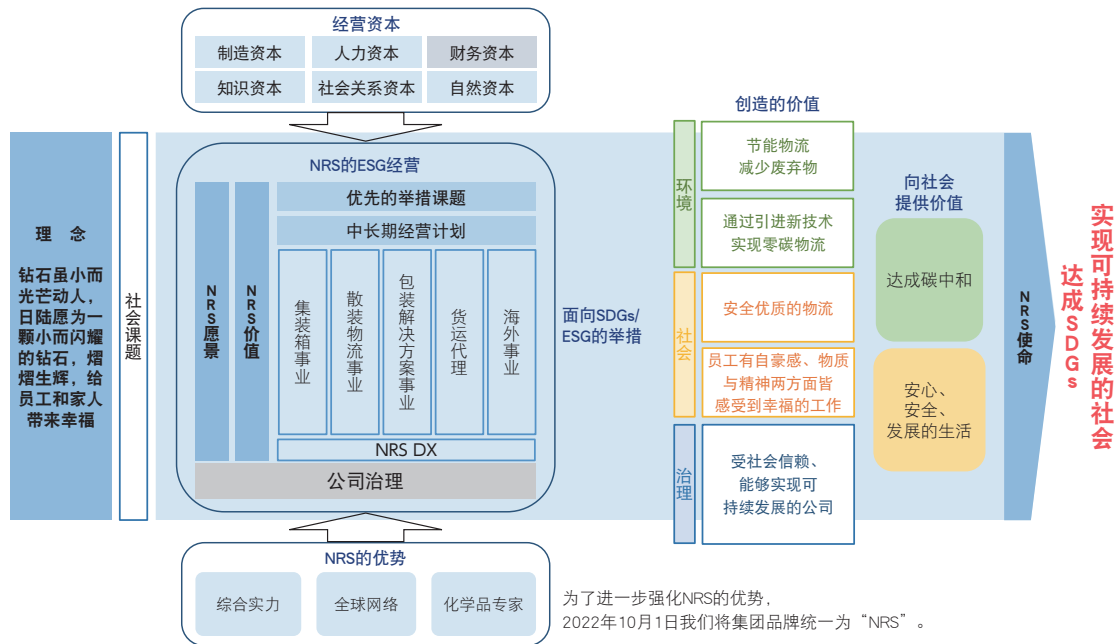 经营资本
制造资本
人力资本
财务资本
知识资本
社会关系资本
自然资本
理 念
钻石虽小而
光芒动人，
日陆愿为一
颗小而闪耀
的钻石，熠
熠生辉，给
员工和家人
带来幸福
社会课题
NRS的ESG经营
NRS愿景
NRS价值
优先的举措课题
中长期经营计划
集装箱事业
散装物流事业
包装解决方案事业
货运代理
海外事业
NRS DX
公司治理
NRS的优势
综合实力
全球网络
化学品专家
面向SDGs/
ESG的举措
创造的价值
环境
节能物流
减少废弃物
通过引进新技术
实现零碳物流
社会
安全优质的物流
员工有自豪感、物质
与精神两方面皆
感受到幸福的工作
治理
受社会信赖、
能够实现可
持续发展的公司
向社会
提供价值
达成碳中和
安心、
安全、
发展的生活
NRS使命
实现可持续发展的社会
达成SDGs
为了进一步强化NRS的优势，
2022年10月1日我们将集团品牌统一为“NRS”。